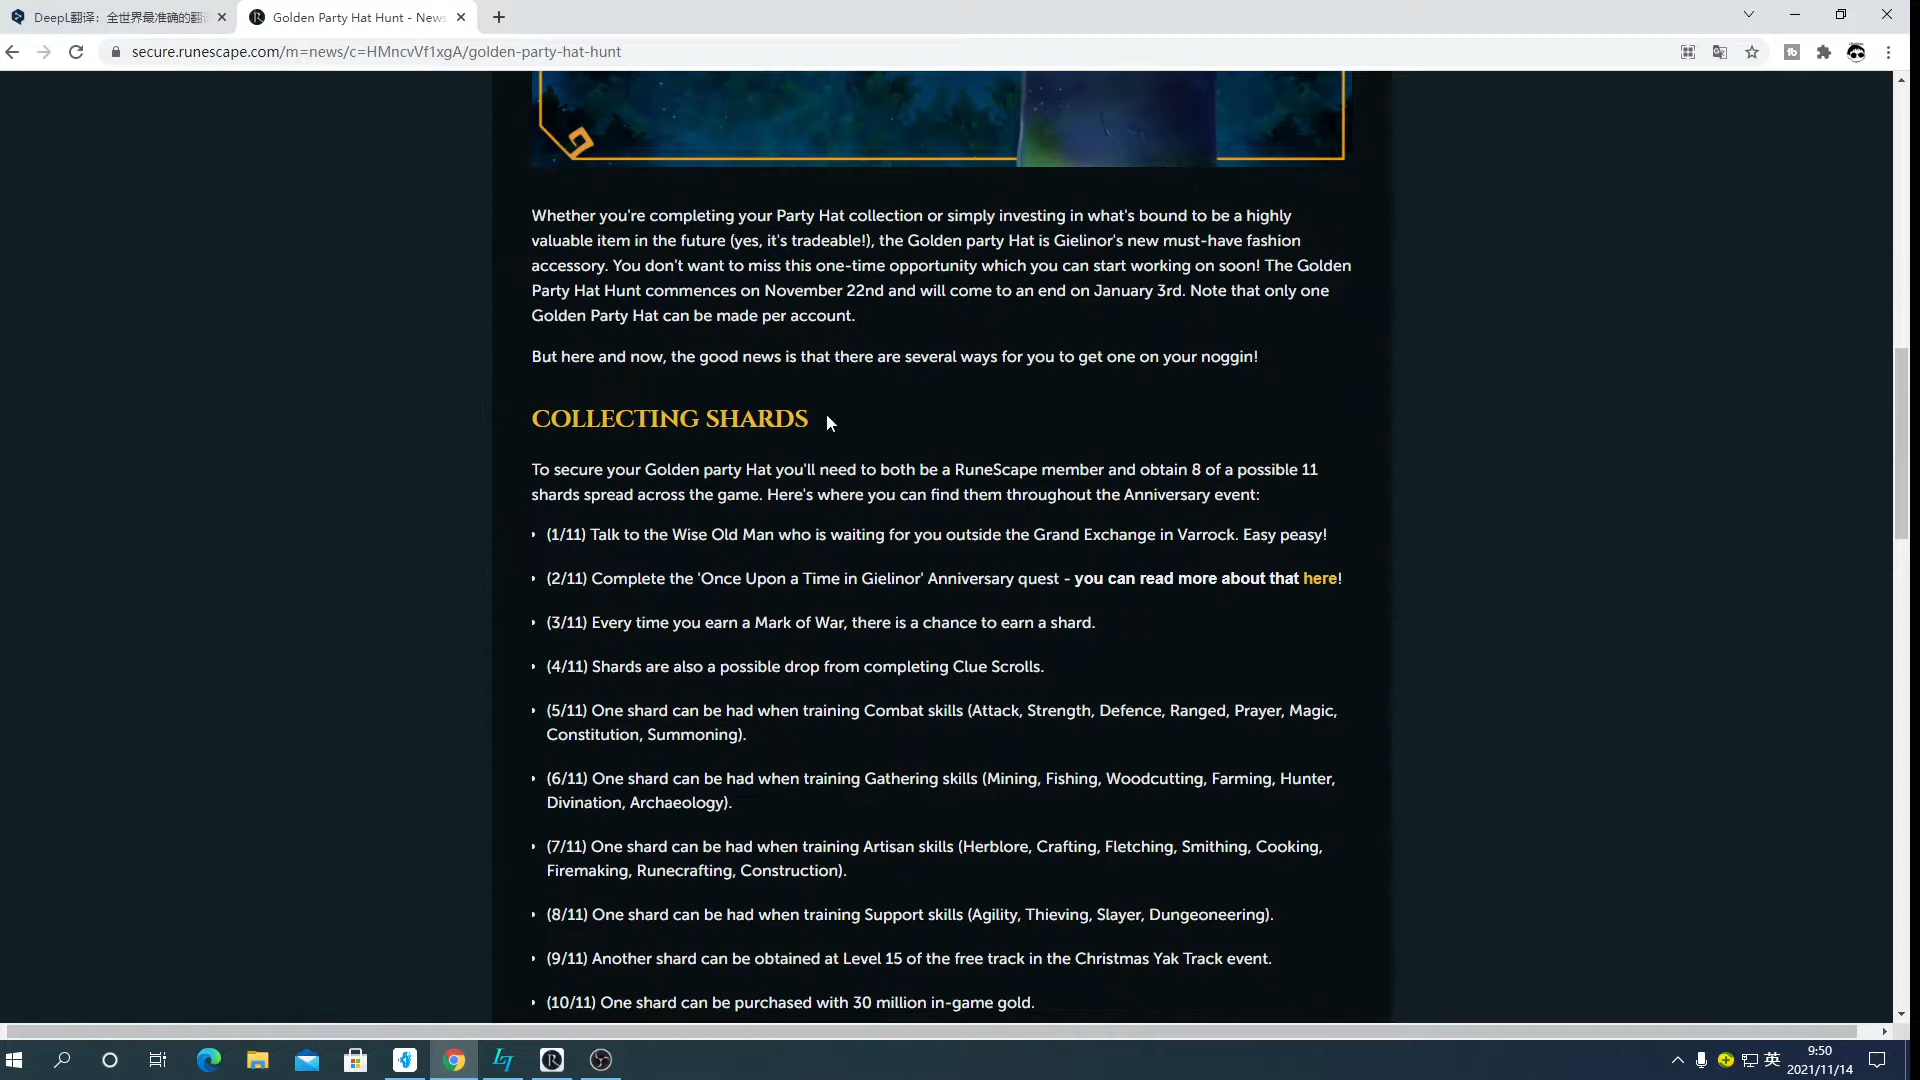 DeepL翻译：全世界最准确的翻译
Golden Party Hat Hunt - News
secure.runescape.com/m=news/c=HMncvVf1xgA/golden-party-hat-hunt
Whether you're completing your Party Hat collection or simply investing in what's bound to be a highly
valuable item in the future (yes, it's tradeable!), the Golden party Hat is Gielinor's new must-have fashion
accessory. You don't want to miss this one-time opportunity which you can start working on soon! The Golden
Party Hat Hunt commences on November 22nd and will come to an end on January 3rd. Note that only one
Golden Party Hat can be made per account.
But here and now, the good news is that there are several ways for you to get one on your noggin!
COLLECTING SHARDS
To secure your Golden party Hat you'll need to both be a RuneScape member and obtain 8 of a possible 11
shards spread across the game. Here's where you can find them throughout the Anniversary event:
• (1/11) Talk to the Wise Old Man who is waiting for you outside the Grand Exchange in Varrock. Easy peasy!
• (2/11) Complete the 'Once Upon a Time in Gielinor' Anniversary quest - you can read more about that here!
• (3/11) Every time you earn a Mark of War, there is a chance to earn a shard.
• (4/11) Shards are also a possible drop from completing Clue Scrolls.
• (5/11) One shard can be had when training Combat skills (Attack, Strength, Defence, Ranged, Prayer, Magic,
Constitution, Summoning).
• (6/11) One shard can be had when training Gathering skills (Mining, Fishing, Woodcutting, Farming, Hunter,
Divination, Archaeology).
• (7/11) One shard can be had when training Artisan skills (Herblore, Crafting, Fletching, Smithing, Cooking,
Firemaking, Runecrafting, Construction).
• (8/11) One shard can be had when training Support skills (Agility, Thieving, Slayer, Dungeoneering).
• (9/11) Another shard can be obtained at Level 15 of the free track in the Christmas Yak Track event.
• (10/11) One shard can be purchased with 30 million in-game gold.
英
9:50
2021/11/14